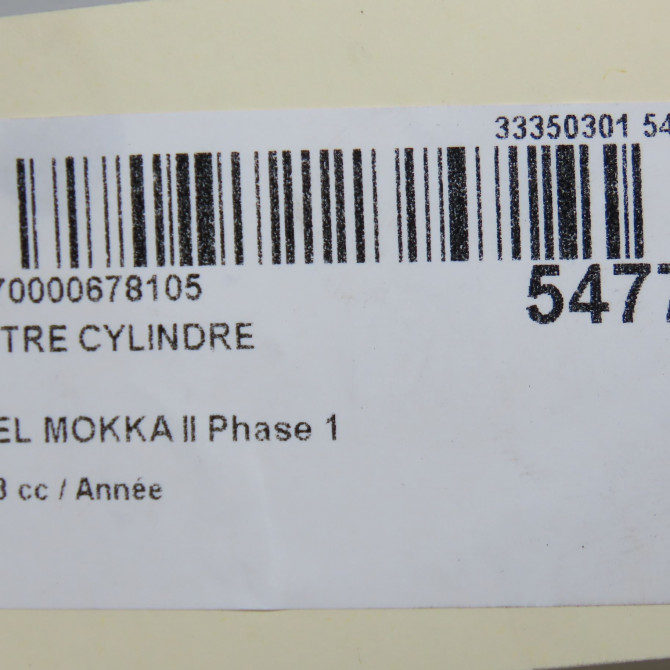 33350301 54
70000678105
5477
TRE CYLINDRE
EL MOKKA II Phase 1
3 cc / Année